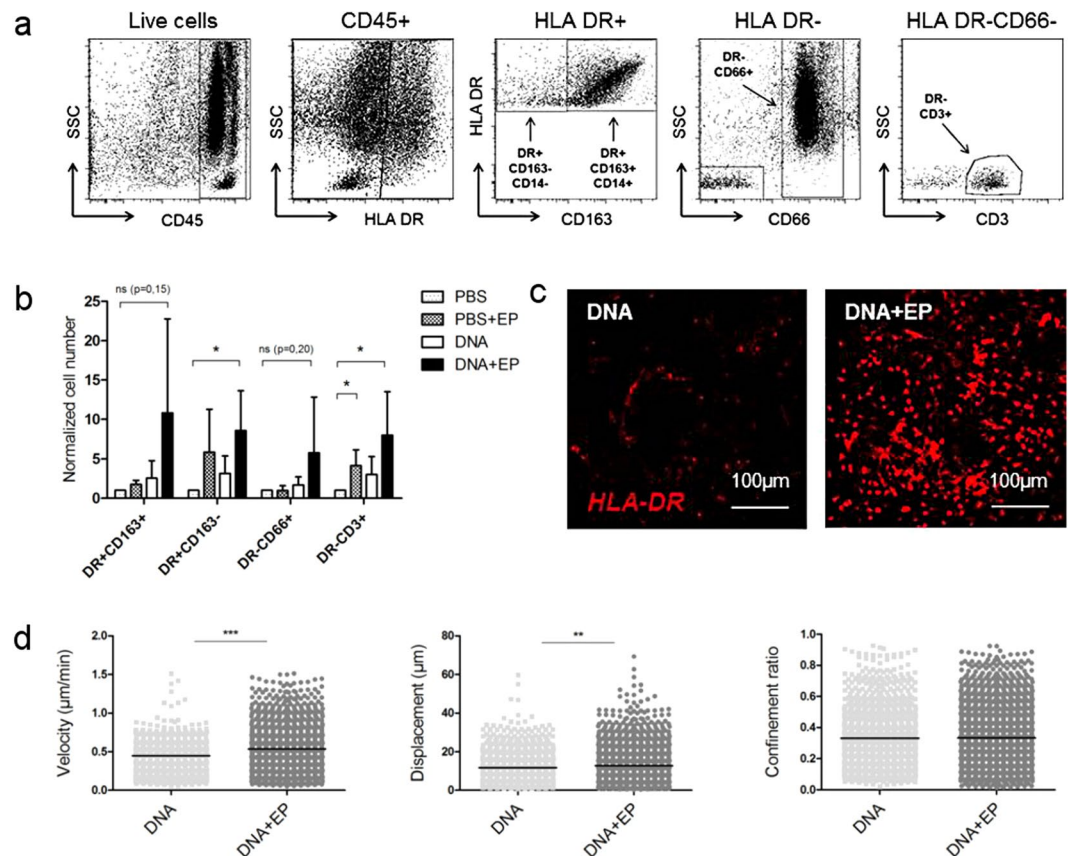 a
Live cells
CD45+
HLA DR+
HLA DR-
HLA DR-CD66-
SSC
CD45
SSC
HLA DR
HLA DR
DR+
CD163-
CD14-
DR+
CD163+
CD14+
CD163
SSC
DR-
CD66+
CD66
SSC
DR-
CD3+
CD3
b
Normalized cell number
25
20
15
10
5
0
ns (p=0,15)
*
ns (p=0,20)
*
*
DR+CD163+
DR+CD163-
DR-CD66+
DR-CD3+
PBS
PBS+EP
DNA
DNA+EP
c
DNA
HLA-DR
100µm
DNA+EP
100µm
d
Velocity (µm/min)
2.0
1.5
1.0
0.5
0.0
***
DNA
DNA+EP
Displacement (µm)
80
60
40
20
0
**
DNA
DNA+EP
Confinement ratio
1.0
0.8
0.6
0.4
0.2
0.0
DNA
DNA+EP